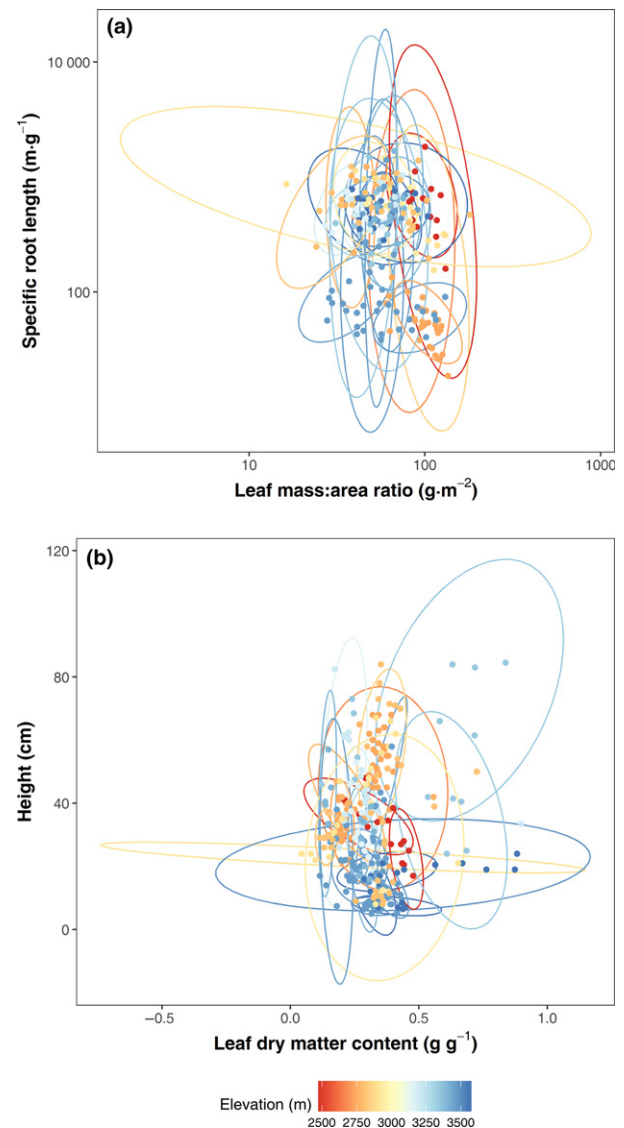 (a)
10 000
100
Specific root length (m·g⁻¹)
10
100
1000
Leaf mass:area ratio (g·m⁻²)
(b)
120
80
40
0
Height (cm)
−0.5
0.0
0.5
1.0
Leaf dry matter content (g g⁻¹)
Elevation (m)
2500 2750 3000 3250 3500